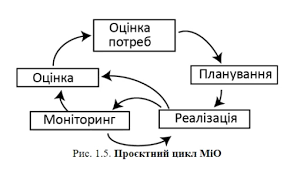 Оцінка
потреб
Планування
Оцінка
Моніторинг
Реалізація
Рис. 1.5. Проєктний цикл МіО